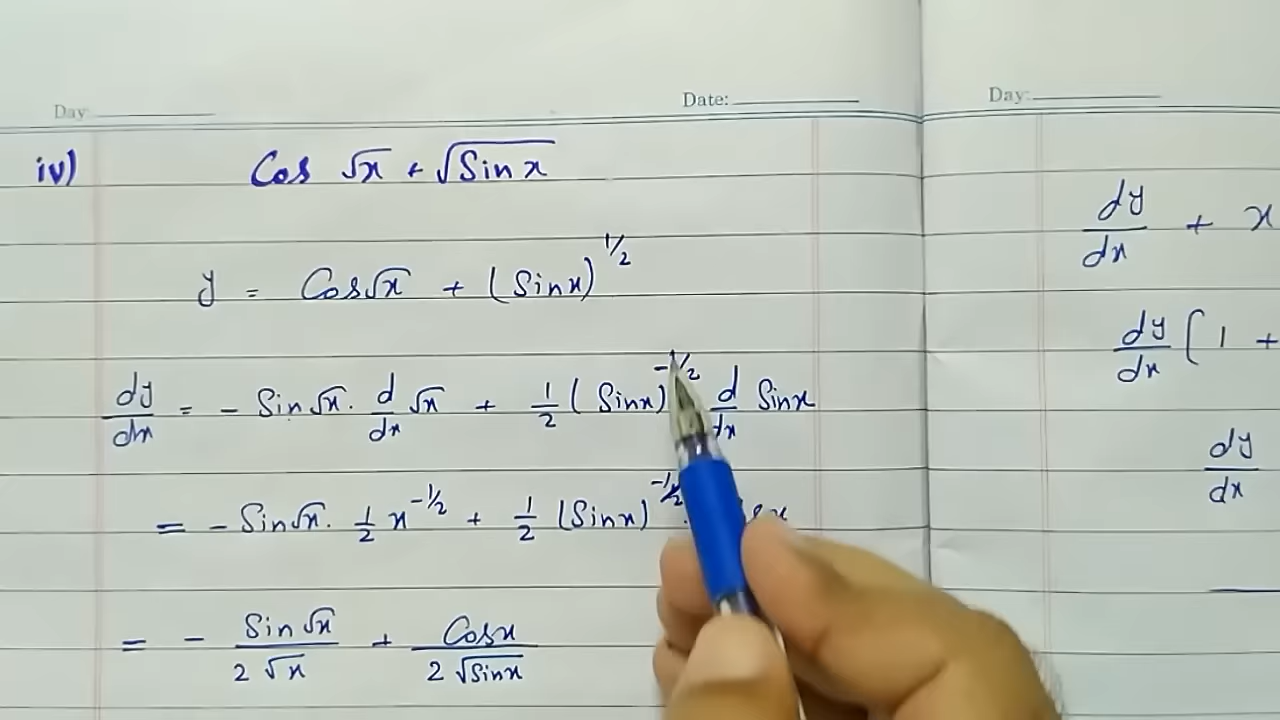 Day Date: Day:
iv) Cos √x + √Sin x
y = Cos√x + (Sinx)^1/2
dy/dx = - Sin√x. d/dx √x + 1/2 (Sinx)^-1/2 d/dx Sinx
= - Sin√x. 1/2 x^-1/2 + 1/2 (Sinx)^-1/2 .
= - Sin√x/2√x + Cosx/2√Sinx
dy/dx + x
dy/dx ( 1 +
dy/dx